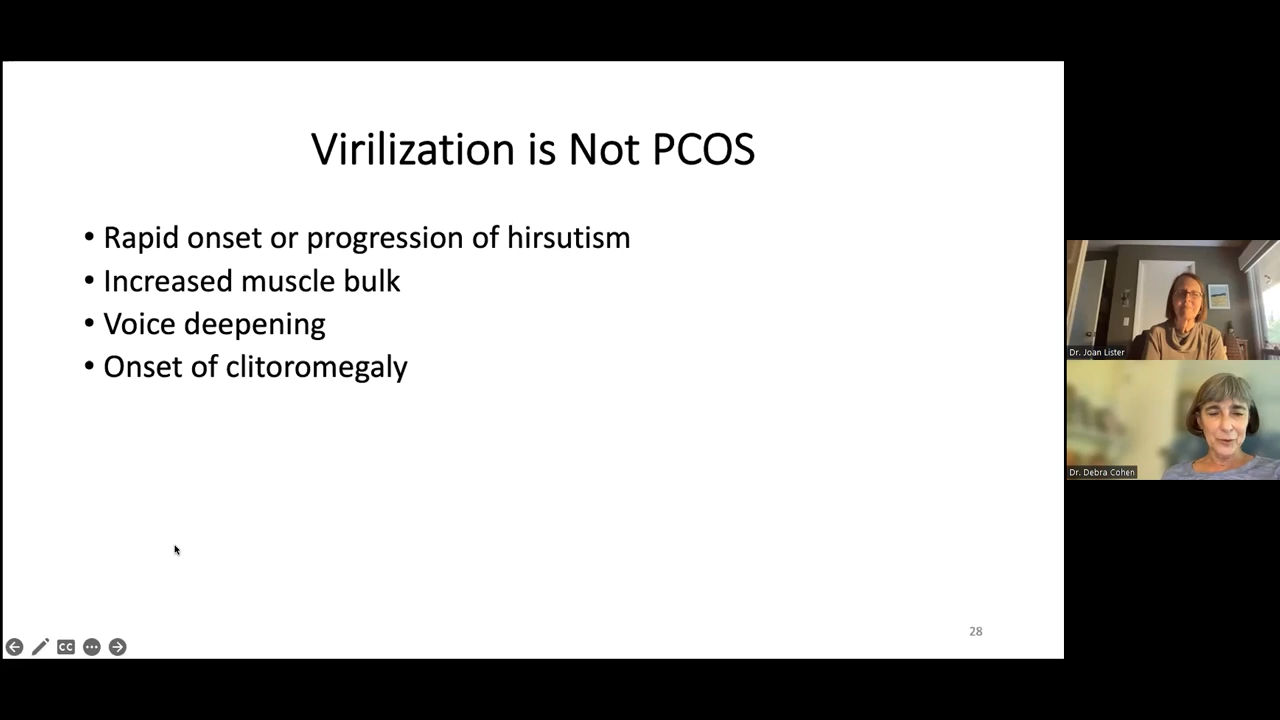 Virilization is Not PCOS
• Rapid onset or progression of hirsutism
• Increased muscle bulk
• Voice deepening
• Onset of clitoromegaly
28
CC
Dr. Joan Lister
Dr. Debra Cohen